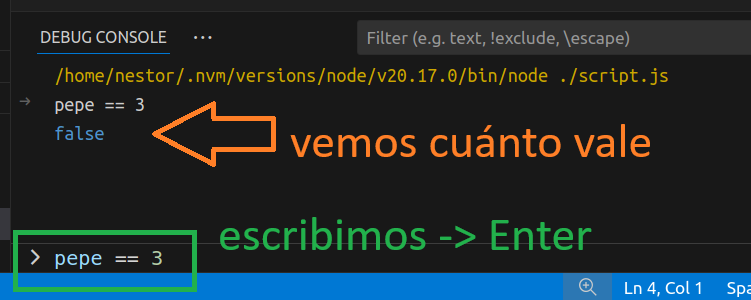 DEBUG CONSOLE ··· Filter (e.g. text, !exclude, \escape)
/home/nestor/.nvm/versions/node/v20.17.0/bin/node ./script.js
→ pepe == 3
false
vemos cuánto vale
escribimos -> Enter
> pepe == 3
Ln 4, Col 1 Spa